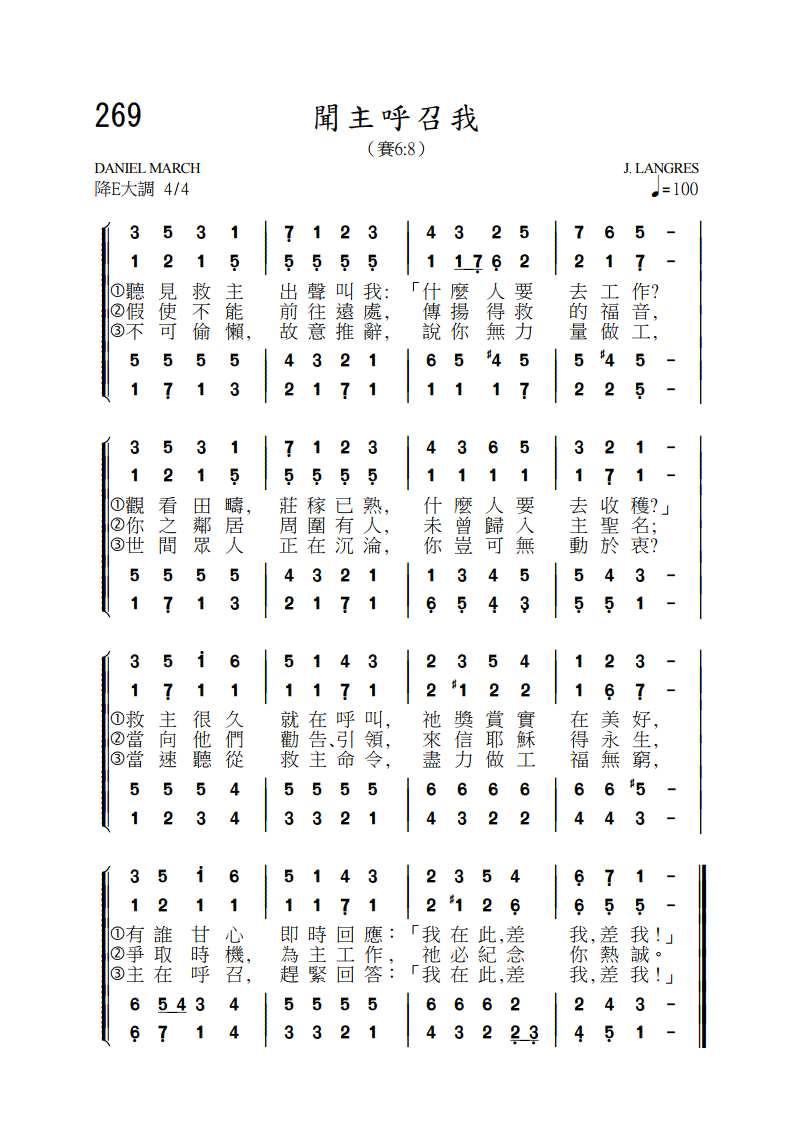 269
聞主呼召我
（賽6:8）
DANIEL MARCH
J. LANGRES
降E大調 4/4
♩=100
3 5 3 1 | 7̣ 1 2 3 | 4 3 2 5 | 7 6 5 −
1 2 1 5̣ | 5̣ 5̣ 5̣ 5̣ | 1 1 7̣ 6̣ 2 | 2 1 7̣ −
①聽見救主 出聲叫我:「什麼人要 去工作?
②假使不能 前往遠處, 傳揚得救 的福音,
③不可偷懶, 故意推辭, 說你無力 量做工,
5 5 5 5 | 4 3 2 1 | 6 5 ♯4 5 | 5 ♯4 5 −
1 7̣ 1 3 | 2 1 7̣ 1 | 1 1 1 7̣ | 2 2 5̣ −
3 5 3 1 | 7̣ 1 2 3 | 4 3 6 5 | 3 2 1 −
1 2 1 5̣ | 5̣ 5̣ 5̣ 5̣ | 1 1 1 1 | 1 7̣ 1 −
①觀看田疇, 莊稼已熟, 什麼人要 去收穫?」
②你之鄰居 周圍有人, 未曾歸入 主聖名;
③世間眾人 正在沉淪, 你豈可無 動於衷?
5 5 5 5 | 4 3 2 1 | 1 3 4 5 | 5 4 3 −
1 7̣ 1 3 | 2 1 7̣ 1 | 6̣ 5̣ 4̣ 3̣ | 5̣ 5̣ 1 −
3 5 1̇ 6 | 5 1 4 3 | 2 3 5 4 | 1 2 3 −
1 7̣ 1 1 | 1 1 7̣ 1 | 2 ♯1 2 2 | 1 6̣ 7̣ −
①救主很久 就在呼叫, 祂獎賞實 在美好,
②當向他們 勸告、引領, 來信耶穌 得永生,
③當速聽從 救主命令, 盡力做工 福無窮,
5 5 5 4 | 5 5 5 5 | 6 6 6 6 | 6 6 ♯5 −
1 2 3 4 | 3 3 2 1 | 4 3 2 2 | 4 4 3 −
3 5 1̇ 6 | 5 1 4 3 | 2 3 5 4 | 6̣ 7̣ 1 −
1 2 1 1 | 1 1 7̣ 1 | 2 ♯1 2 6̣ | 6̣ 5̣ 5̣ −
①有誰甘心 即時回應:「我在此,差 我,差我!」
②爭取時機, 為主工作, 祂必紀念 你熱誠。
③主在呼召, 趕緊回答:「我在此,差 我,差我!」
6 5 4 3 4 | 5 5 5 5 | 6 6 6 2 | 2 4 3 −
6̣ 7̣ 1 4 | 3 3 2 1 | 4 3 2 2̣ 3̣ | 4̣ 5̣ 1 −